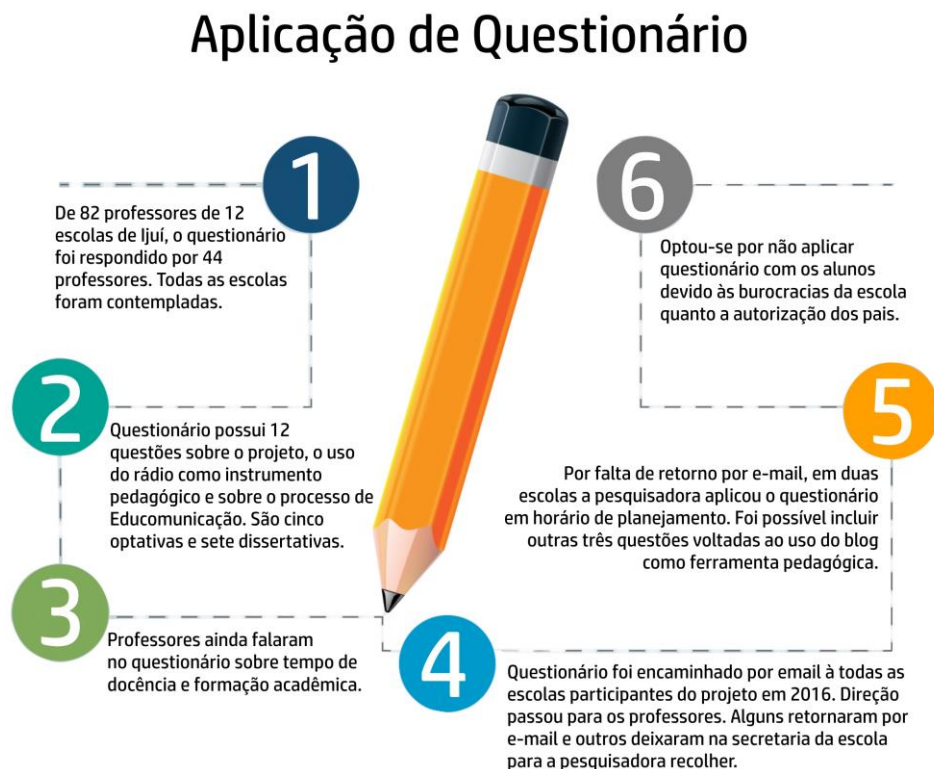 Aplicação de Questionário
1
De 82 professores de 12
escolas de Ijuí, o questionário
foi respondido por 44
professores. Todas as escolas
foram contempladas.
2
Questionário possui 12
questões sobre o projeto, o uso
do rádio como instrumento
pedagógico e sobre o processo de
Educomunicação. São cinco
optativas e sete dissertativas.
3
Professores ainda falaram
no questionário sobre tempo de
docência e formação acadêmica.
4
Questionário foi encaminhado por email à todas as
escolas participantes do projeto em 2016. Direção
passou para os professores. Alguns retornaram por
e-mail e outros deixaram na secretaria da escola
para a pesquisadora recolher.
5
Por falta de retorno por e-mail, em duas
escolas a pesquisadora aplicou o questionário
em horário de planejamento. Foi possível incluir
outras três questões voltadas ao uso do blog
como ferramenta pedagógica.
6
Optou-se por não aplicar
questionário com os alunos
devido às burocracias da escola
quanto a autorização dos pais.